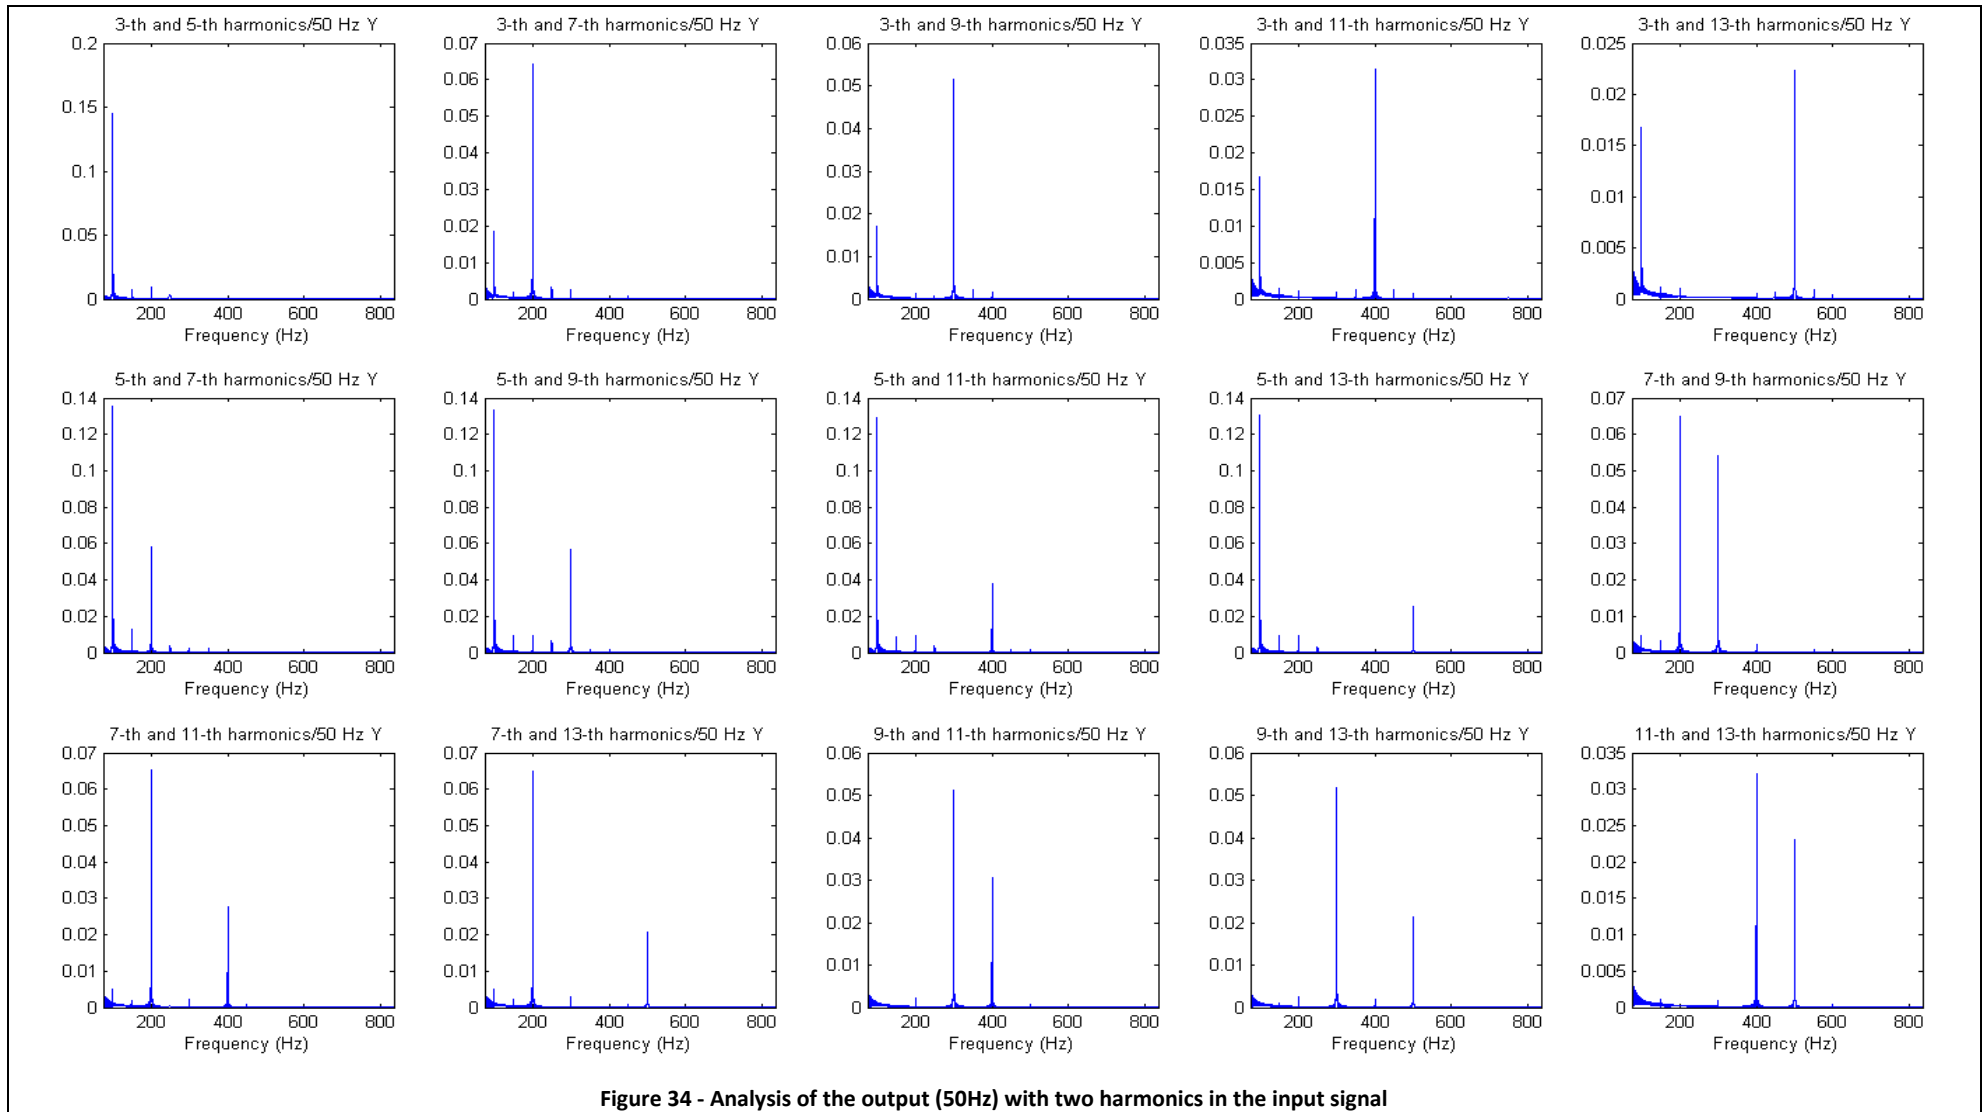 3-th and 5-th harmonics/50 Hz Y
0.2
0.15
0.1
0.05
0
200 400 600 800
Frequency (Hz)
3-th and 7-th harmonics/50 Hz Y
0.07
0.06
0.05
0.04
0.03
0.02
0.01
0
200 400 600 800
Frequency (Hz)
3-th and 9-th harmonics/50 Hz Y
0.06
0.05
0.04
0.03
0.02
0.01
0
200 400 600 800
Frequency (Hz)
3-th and 11-th harmonics/50 Hz Y
0.035
0.03
0.025
0.02
0.015
0.01
0.005
0
200 400 600 800
Frequency (Hz)
3-th and 13-th harmonics/50 Hz Y
0.025
0.02
0.015
0.01
0.005
0
200 400 600 800
Frequency (Hz)
5-th and 7-th harmonics/50 Hz Y
0.14
0.12
0.1
0.08
0.06
0.04
0.02
0
200 400 600 800
Frequency (Hz)
5-th and 9-th harmonics/50 Hz Y
0.14
0.12
0.1
0.08
0.06
0.04
0.02
0
200 400 600 800
Frequency (Hz)
5-th and 11-th harmonics/50 Hz Y
0.14
0.12
0.1
0.08
0.06
0.04
0.02
0
200 400 600 800
Frequency (Hz)
5-th and 13-th harmonics/50 Hz Y
0.14
0.12
0.1
0.08
0.06
0.04
0.02
0
200 400 600 800
Frequency (Hz)
7-th and 9-th harmonics/50 Hz Y
0.07
0.06
0.05
0.04
0.03
0.02
0.01
0
200 400 600 800
Frequency (Hz)
7-th and 11-th harmonics/50 Hz Y
0.07
0.06
0.05
0.04
0.03
0.02
0.01
0
200 400 600 800
Frequency (Hz)
7-th and 13-th harmonics/50 Hz Y
0.07
0.06
0.05
0.04
0.03
0.02
0.01
0
200 400 600 800
Frequency (Hz)
9-th and 11-th harmonics/50 Hz Y
0.06
0.05
0.04
0.03
0.02
0.01
0
200 400 600 800
Frequency (Hz)
9-th and 13-th harmonics/50 Hz Y
0.06
0.05
0.04
0.03
0.02
0.01
0
200 400 600 800
Frequency (Hz)
11-th and 13-th harmonics/50 Hz Y
0.035
0.03
0.025
0.02
0.015
0.01
0.005
0
200 400 600 800
Frequency (Hz)
Figure 34 - Analysis of the output (50Hz) with two harmonics in the input signal